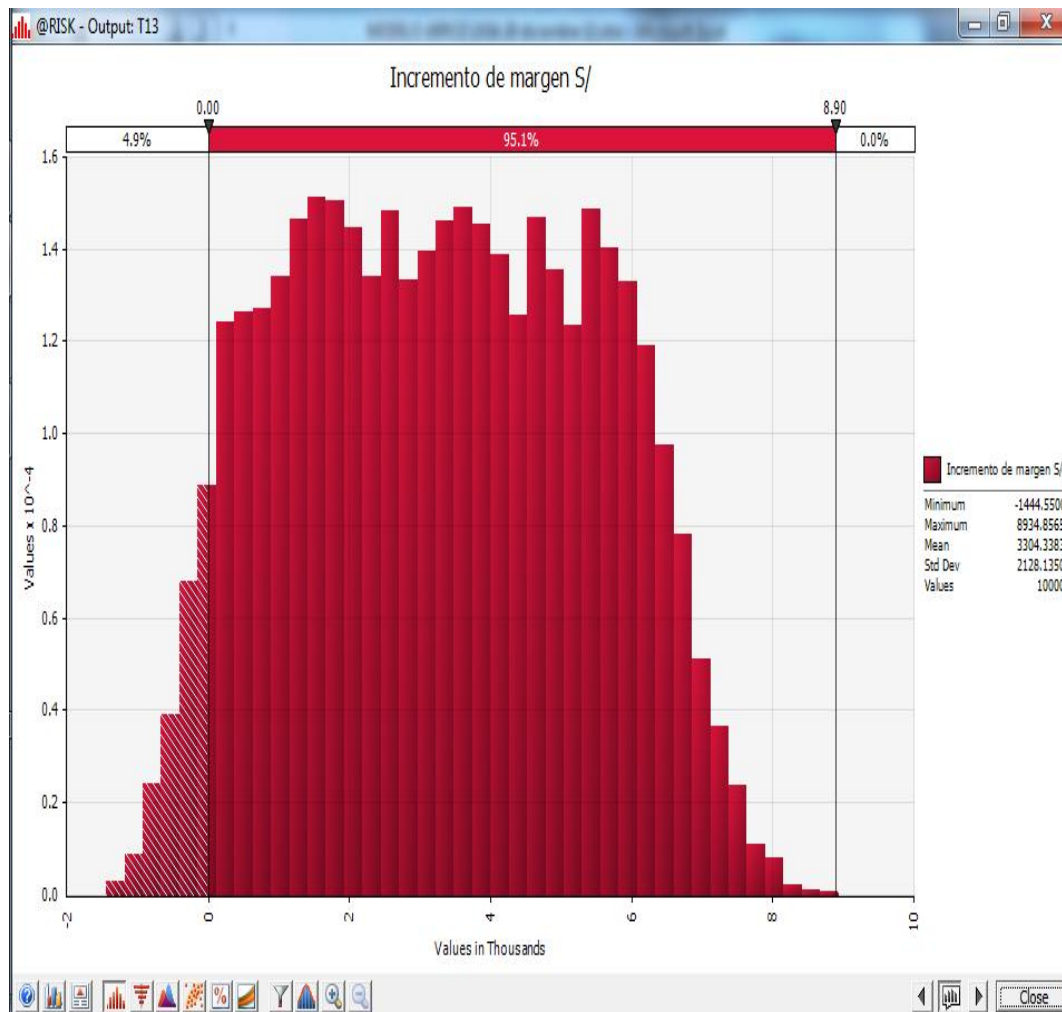 @RISK - Output: T13
Incremento de margen S/
0.00
8.90
4.9%
95.1%
0.0%
1.6
1.4
1.2
1.0
0.8
0.6
0.4
0.2
0.0
Values x 10^-4
-2
0
2
4
6
8
10
Values in Thousands
Incremento de margen S/
Minimum -1444.550
Maximum 8934.856
Mean 3304.338
Std Dev 2128.135
Values 10000
Close